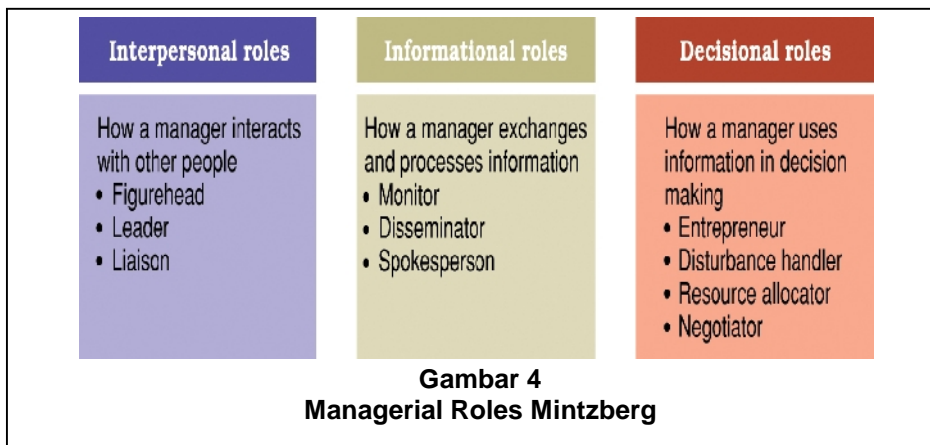 Interpersonal roles
How a manager interacts
with other people
• Figurehead
• Leader
• Liaison
Informational roles
How a manager exchanges
and processes information
• Monitor
• Disseminator
• Spokesperson
Decisional roles
How a manager uses
information in decision
making
• Entrepreneur
• Disturbance handler
• Resource allocator
• Negotiator
Gambar 4
Managerial Roles Mintzberg